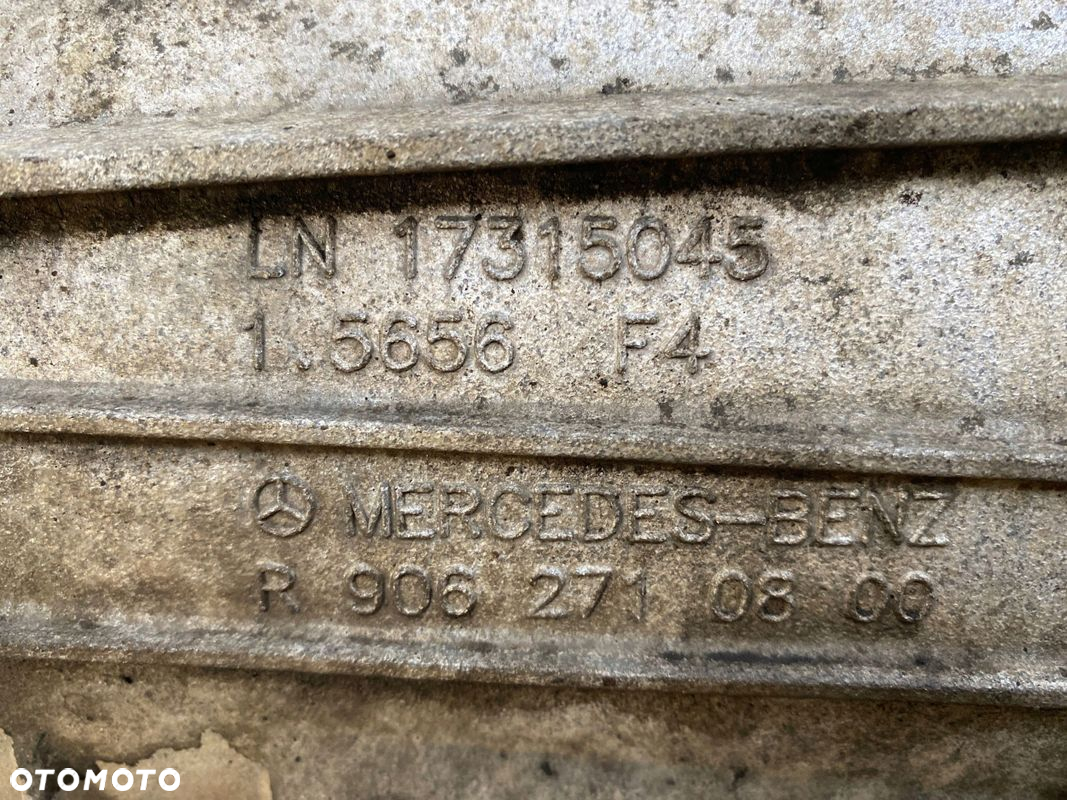 LN 17315045
1.5656 F4
MERCEDES-BENZ
R 906 271 08 00
OTOMOTO